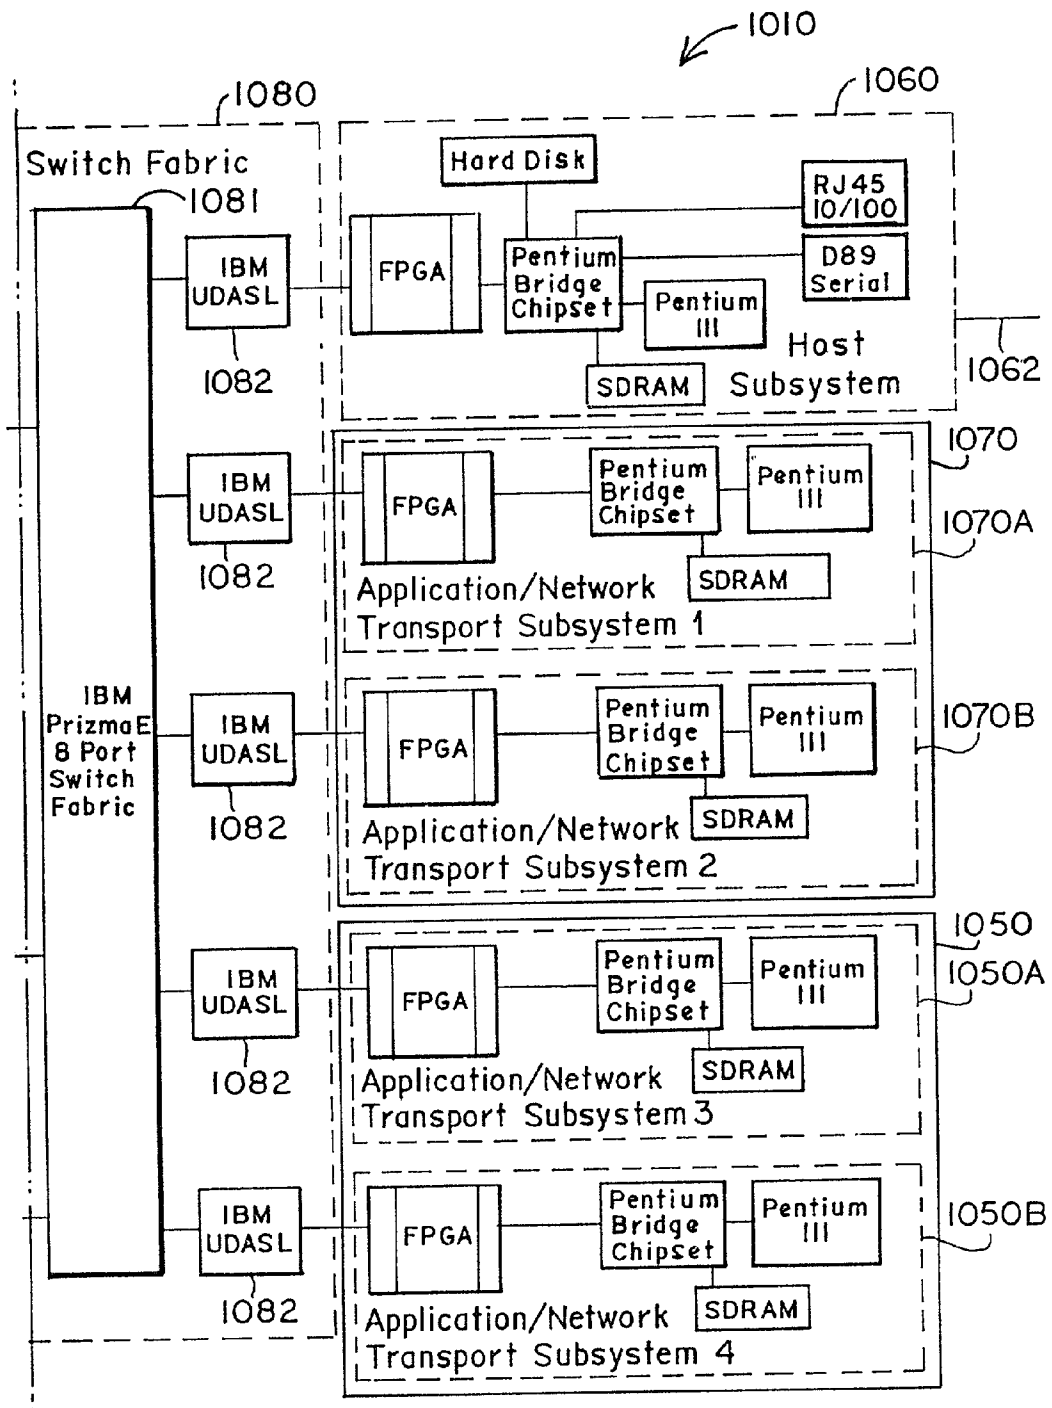 1010
1080
1060
Switch Fabric
1081
Hard Disk
RJ45
10/100
IBM
UDASL
FPGA
Pentium
Bridge
Chipset
D89
Serial
Pentium
III
Host
Subsystem
1082
SDRAM
1062
1070
IBM
UDASL
FPGA
Pentium
Bridge
Chipset
Pentium
III
1070A
1082
SDRAM
Application/Network
Transport Subsystem 1
IBM
PrizmaE
8 Port
Switch
Fabric
IBM
UDASL
FPGA
Pentium
Bridge
Chipset
Pentium
III
1070B
1082
SDRAM
Application/Network
Transport Subsystem 2
1050
IBM
UDASL
FPGA
Pentium
Bridge
Chipset
Pentium
III
1050A
1082
SDRAM
Application/Network
Transport Subsystem 3
IBM
UDASL
FPGA
Pentium
Bridge
Chipset
Pentium
III
1050B
1082
SDRAM
Application/Network
Transport Subsystem 4